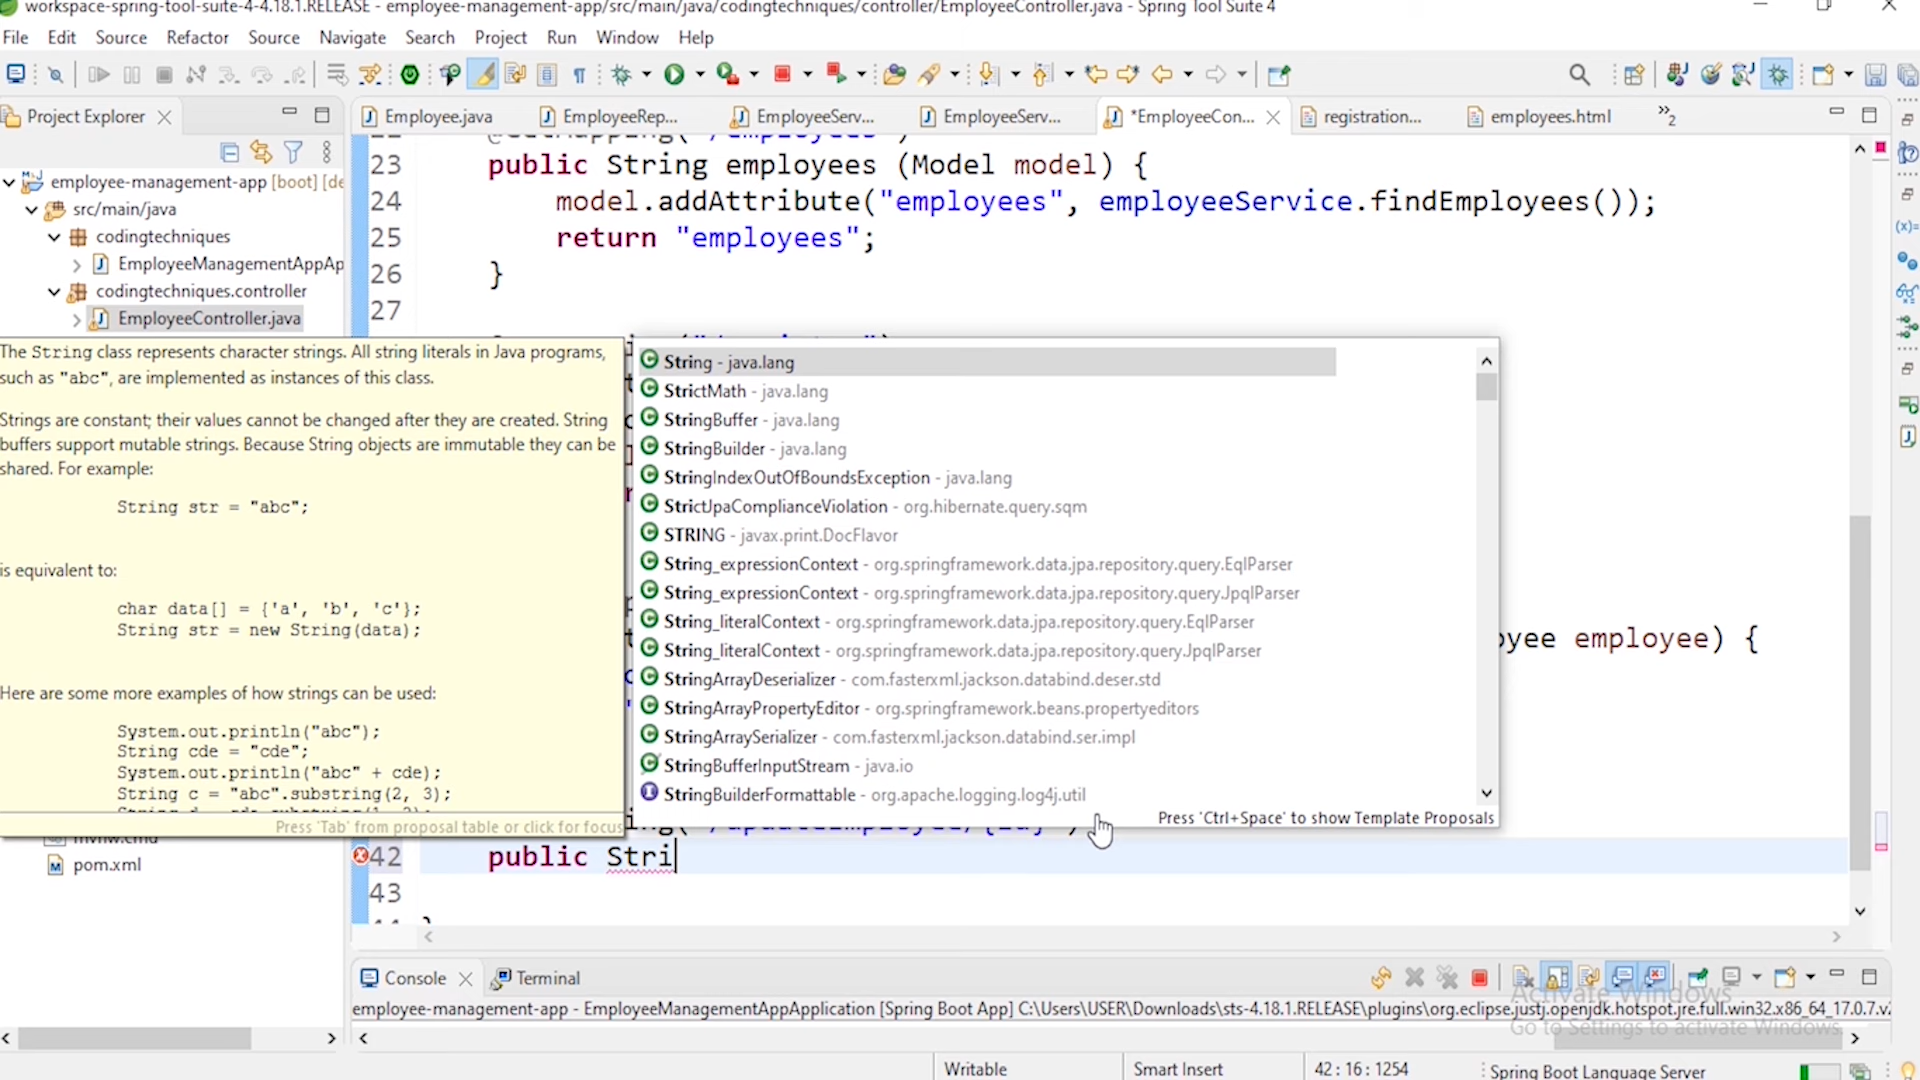 workspace-spring-tool-suite-4-4.18.1.RELEASE - employee-management-app/src/main/java/codingtechniques/controller/EmployeeController.java - Spring Tool Suite 4
File Edit Source Refactor Source Navigate Search Project Run Window Help
Project Explorer
Employee.java EmployeeRep... EmployeeServ... EmployeeServ... *EmployeeCon... registration... employees.html »2
employee-management-app [boot] [de
src/main/java
codingtechniques
EmployeeManagementAppAp
codingtechniques.controller
EmployeeController.java
23 public String employees (Model model) {
24 model.addAttribute("employees", employeeService.findEmployees());
25 return "employees";
26 }
27
The String class represents character strings. All string literals in Java programs,
such as "abc", are implemented as instances of this class.
Strings are constant; their values cannot be changed after they are created. String
buffers support mutable strings. Because String objects are immutable they can be
shared. For example:
String str = "abc";
is equivalent to:
char data[] = {'a', 'b', 'c'};
String str = new String(data);
Here are some more examples of how strings can be used:
System.out.println("abc");
String cde = "cde";
System.out.println("abc" + cde);
String c = "abc".substring(2, 3);
Press 'Tab' from proposal table or click for focus
String - java.lang
StrictMath - java.lang
StringBuffer - java.lang
StringBuilder - java.lang
StringIndexOutOfBoundsException - java.lang
StrictJpaComplianceViolation - org.hibernate.query.sqm
STRING - javax.print.DocFlavor
String_expressionContext - org.springframework.data.jpa.repository.query.EqlParser
String_expressionContext - org.springframework.data.jpa.repository.query.JpqlParser
String_literalContext - org.springframework.data.jpa.repository.query.EqlParser
String_literalContext - org.springframework.data.jpa.repository.query.JpqlParser
StringArrayDeserializer - com.fasterxml.jackson.databind.deser.std
StringArrayPropertyEditor - org.springframework.beans.propertyeditors
StringArraySerializer - com.fasterxml.jackson.databind.ser.impl
StringBufferInputStream - java.io
StringBuilderFormattable - org.apache.logging.log4j.util
Press 'Ctrl+Space' to show Template Proposals
oyee employee) {
mvnw.cmd
pom.xml
42 public Stri
43
Console Terminal
employee-management-app - EmployeeManagementAppApplication [Spring Boot App] C:\Users\USER\Downloads\sts-4.18.1.RELEASE\plugins\org.eclipse.justj.openjdk.hotspot.jre.full.win32.x86_64_17.0.7.v
Activate Windows
Go to Settings to activate Windows.
Writable Smart Insert 42 : 16 : 1254 Spring Boot Language Server